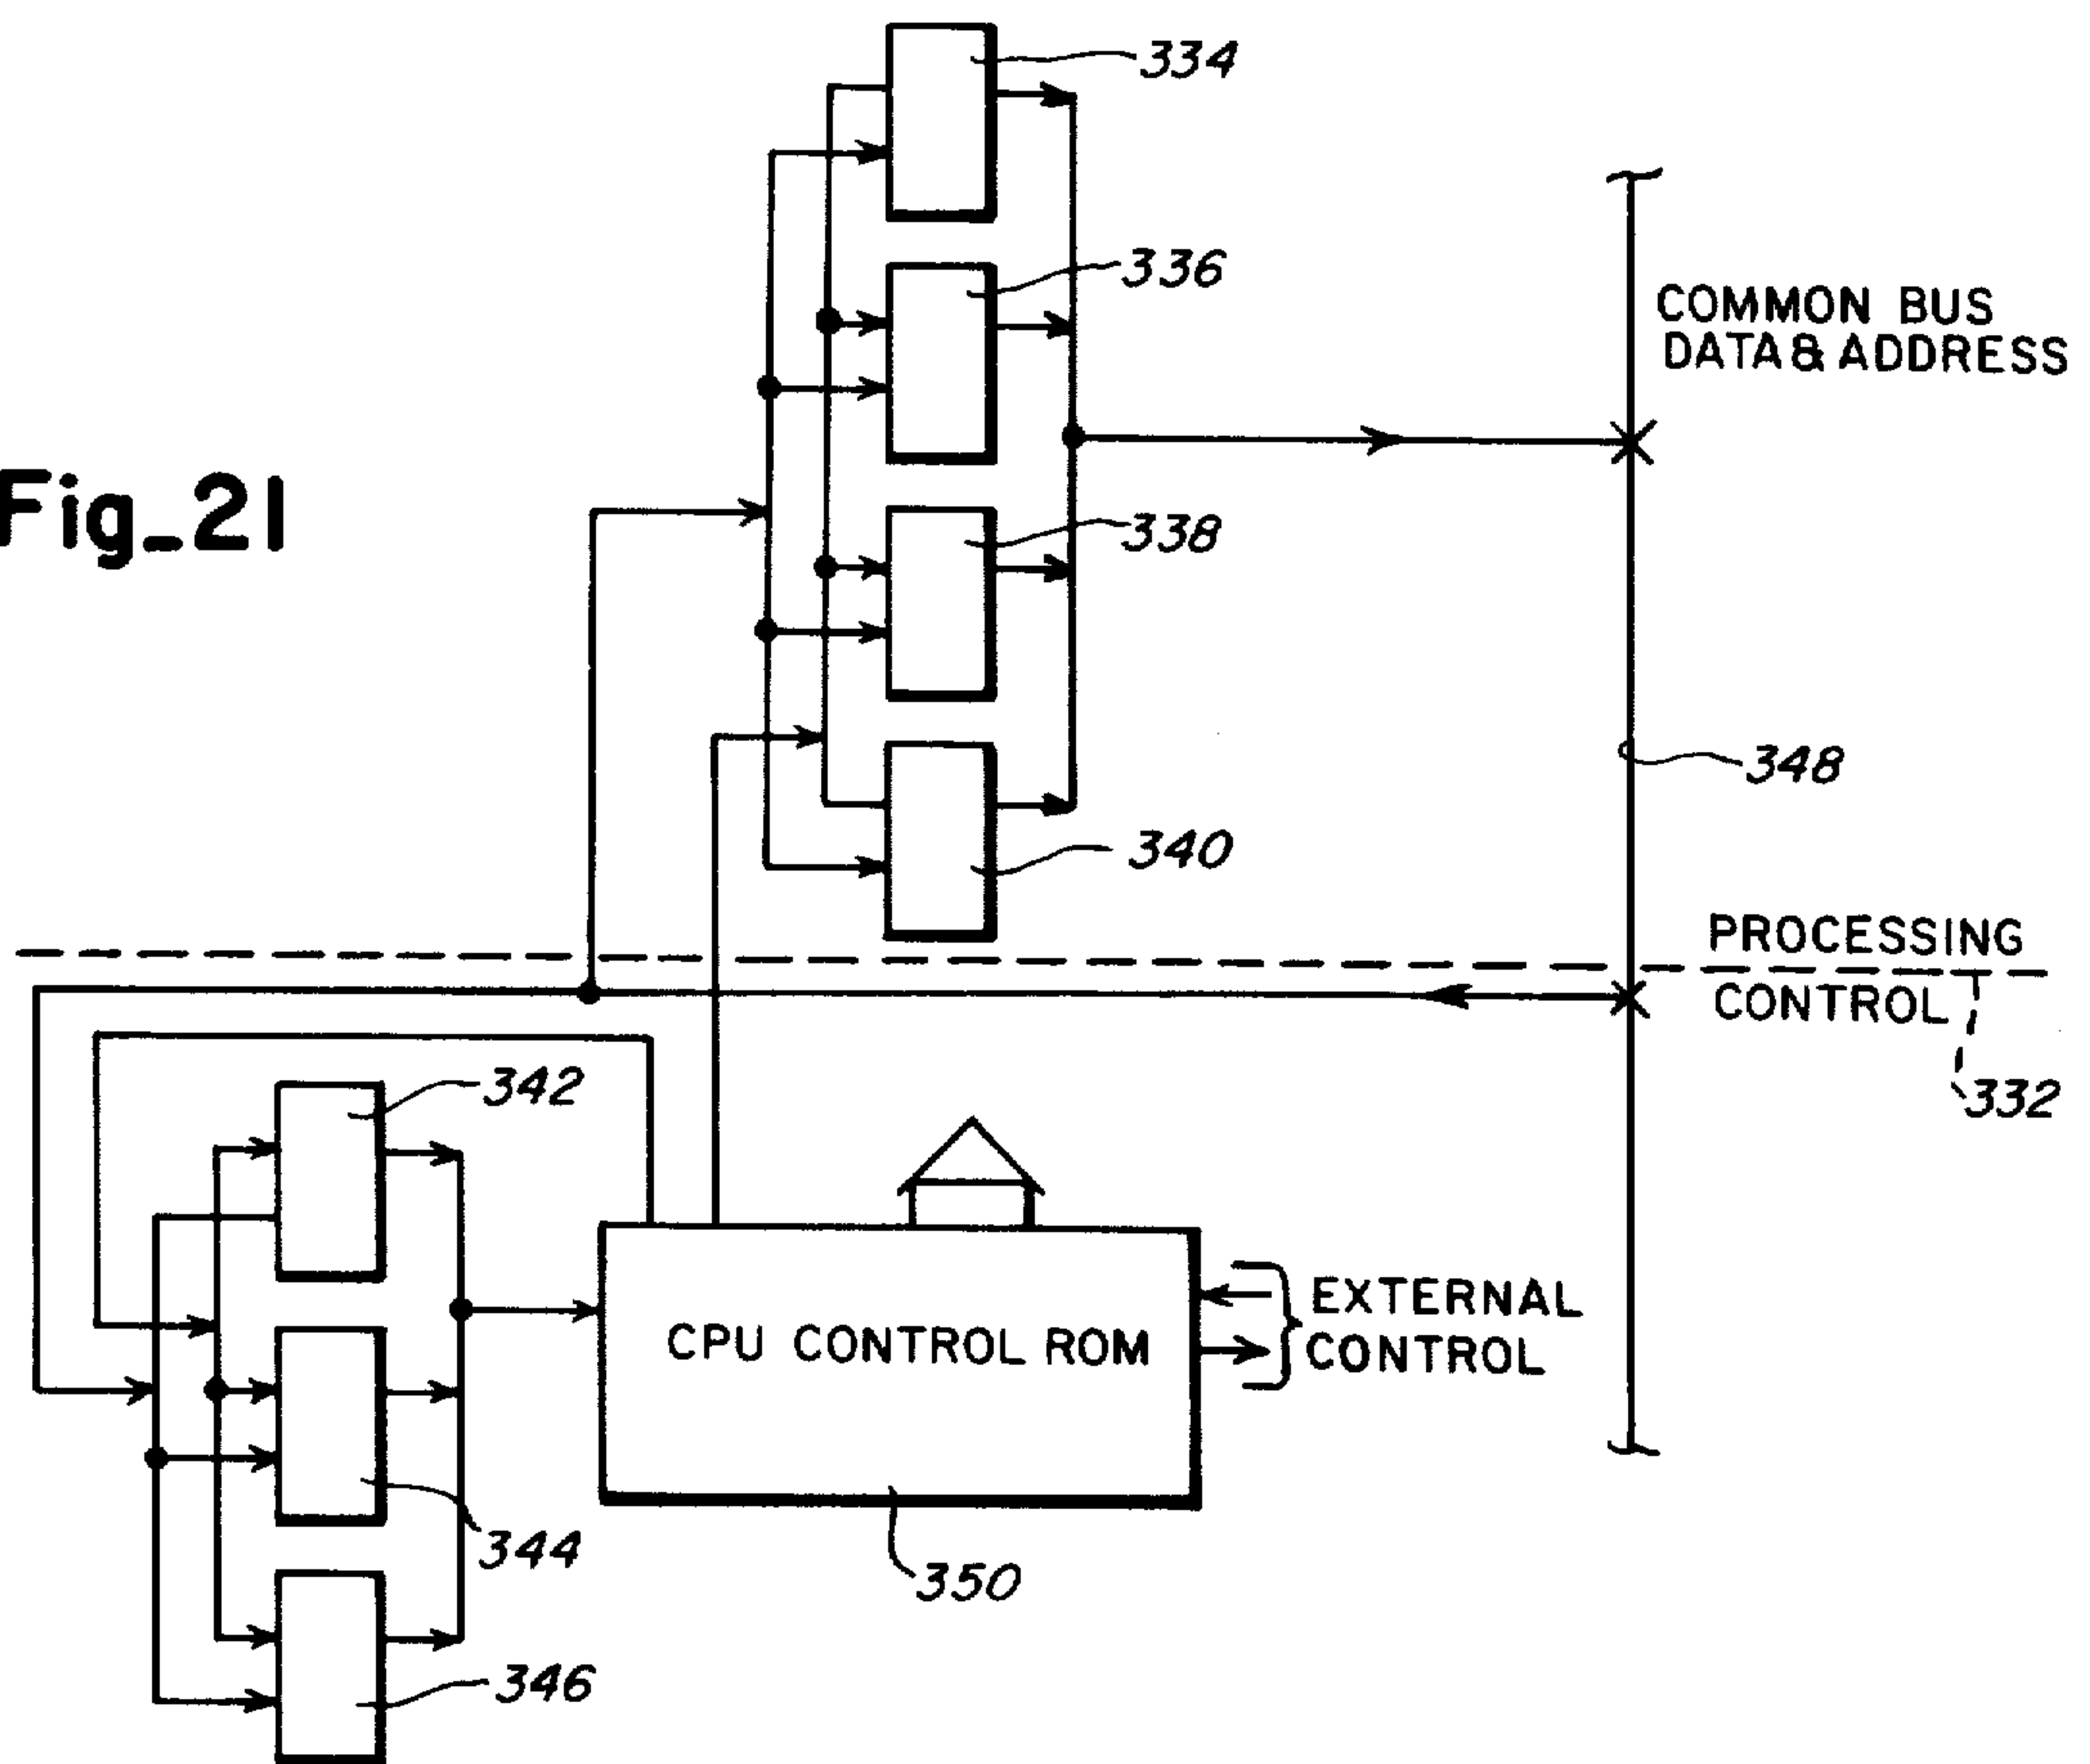 334
336
COMMON BUS
DATA & ADDRESS
Fig_21
338
348
340
PROCESSING
CONTROL
332
342
EXTERNAL
CONTROL
CPU CONTROL ROM
344
350
346